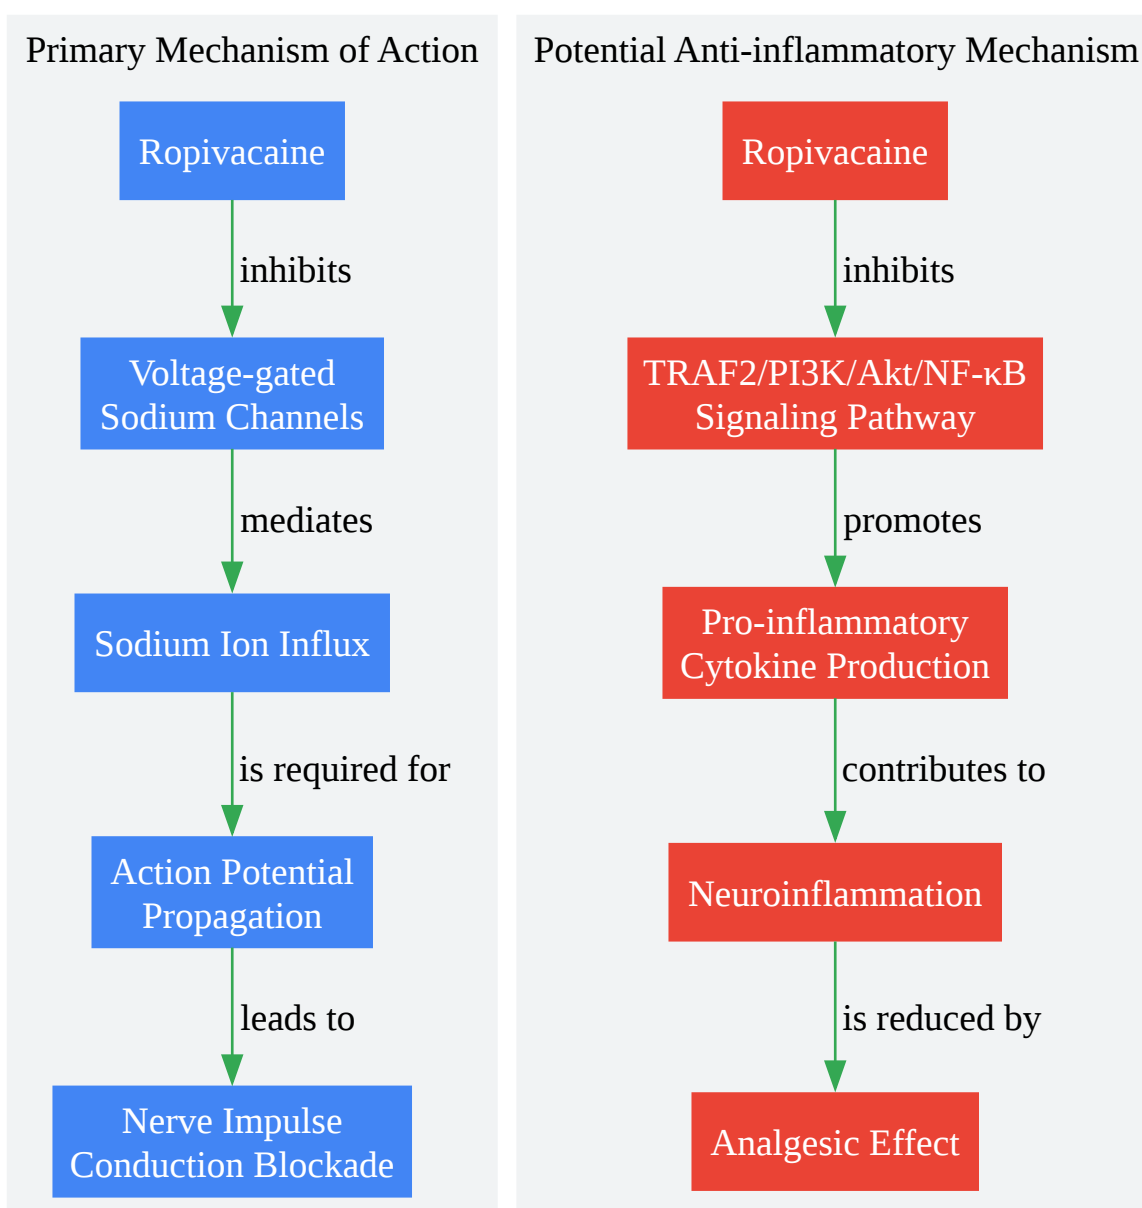 Primary Mechanism of Action
Ropivacaine
inhibits
Voltage-gated
Sodium Channels
mediates
Sodium Ion Influx
is required for
Action Potential
Propagation
leads to
Nerve Impulse
Conduction Blockade
Potential Anti-inflammatory Mechanism
Ropivacaine
inhibits
TRAF2/PI3K/Akt/NF-κB
Signaling Pathway
promotes
Pro-inflammatory
Cytokine Production
contributes to
Neuroinflammation
is reduced by
Analgesic Effect